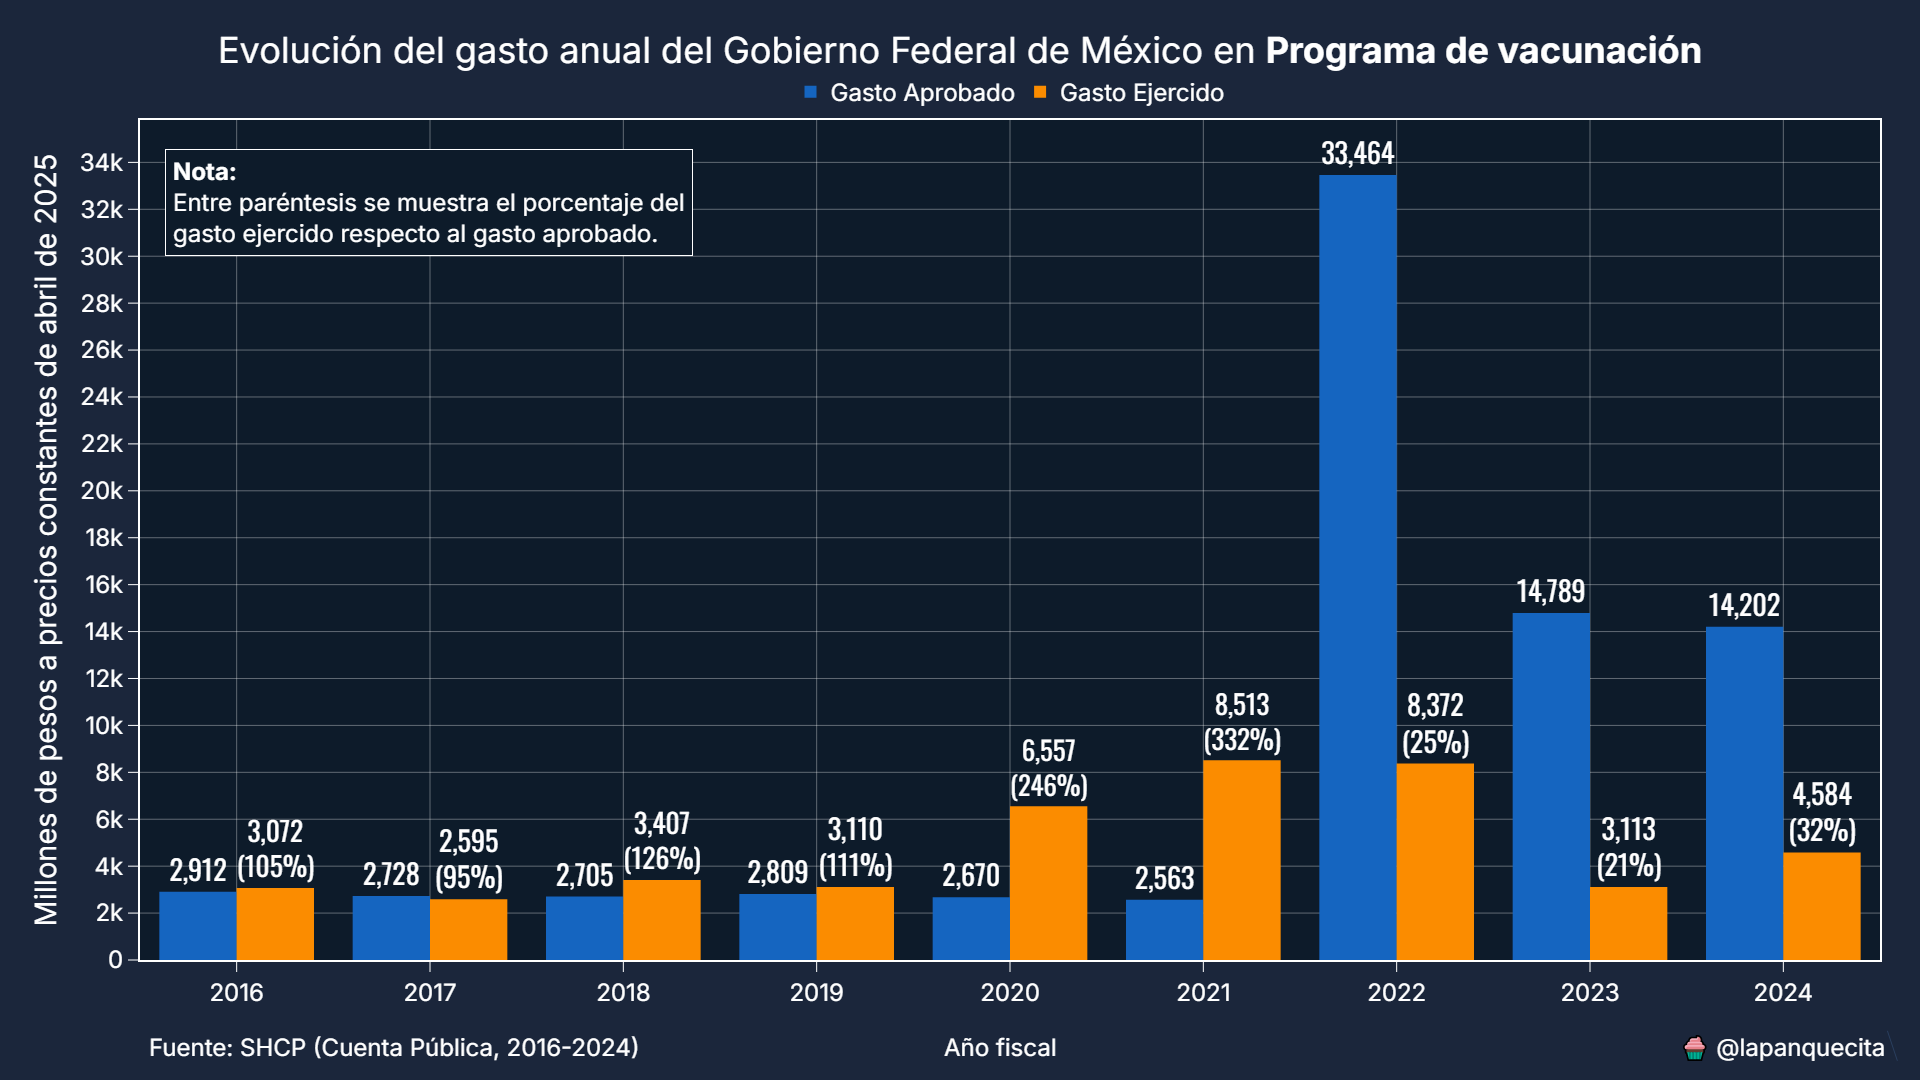 Evolución del gasto anual del Gobierno Federal de México en Programa de vacunación
Gasto Aprobado Gasto Ejercido
Millones de pesos a precios constantes de abril de 2025
34k
32k
30k
28k
26k
24k
22k
20k
18k
16k
14k
12k
10k
8k
6k
4k
2k
0
Nota:
Entre paréntesis se muestra el porcentaje del
gasto ejercido respecto al gasto aprobado.
2,912
3,072
(105%)
2,728
2,595
(95%)
2,705
3,407
(126%)
2,809
3,110
(111%)
2,670
6,557
(246%)
2,563
8,513
(332%)
33,464
8,372
(25%)
14,789
3,113
(21%)
14,202
4,584
(32%)
2016 2017 2018 2019 2020 2021 2022 2023 2024
Fuente: SHCP (Cuenta Pública, 2016-2024) Año fiscal @lapanquecita